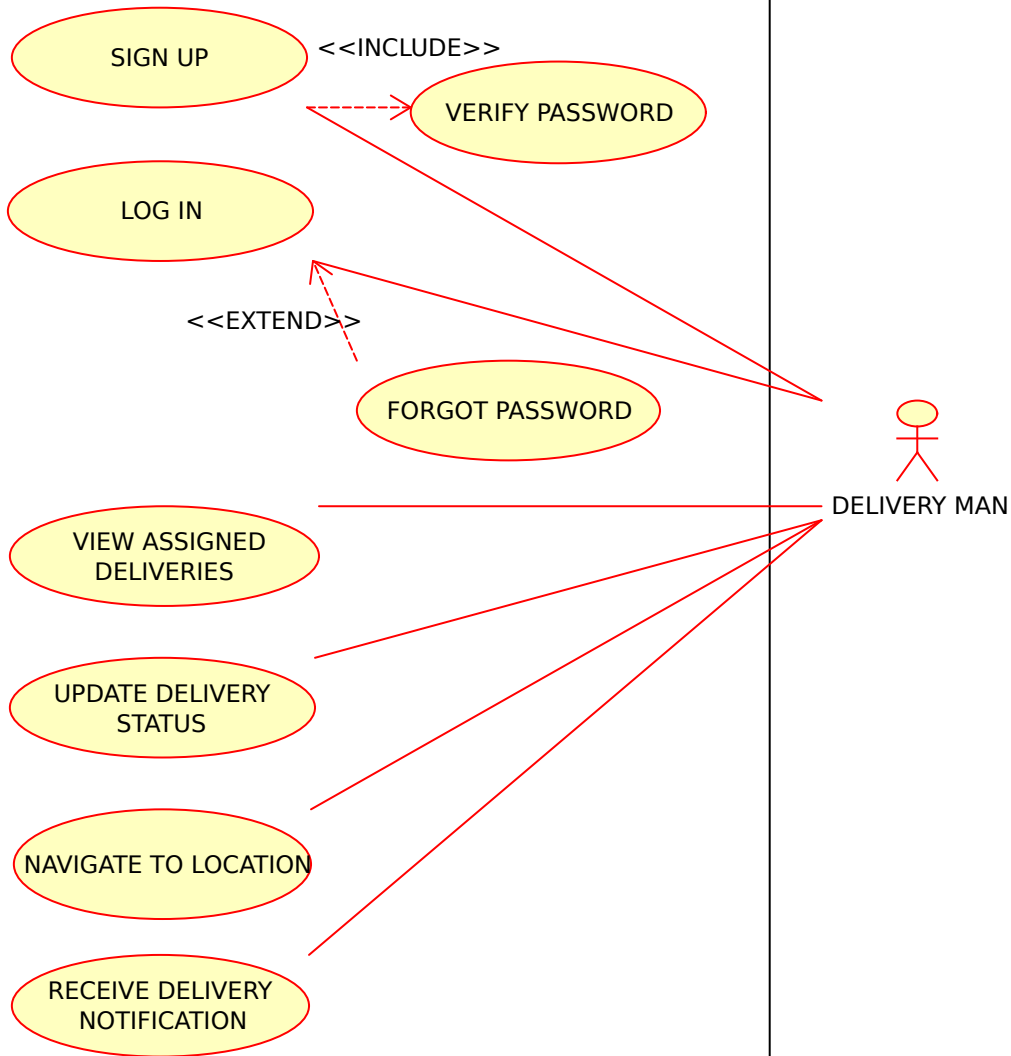 SIGN UP
<<INCLUDE>>
VERIFY PASSWORD
LOG IN
<<EXTEND>>
FORGOT PASSWORD
DELIVERY MAN
VIEW ASSIGNED
DELIVERIES
UPDATE DELIVERY
STATUS
NAVIGATE TO LOCATION
RECEIVE DELIVERY
NOTIFICATION